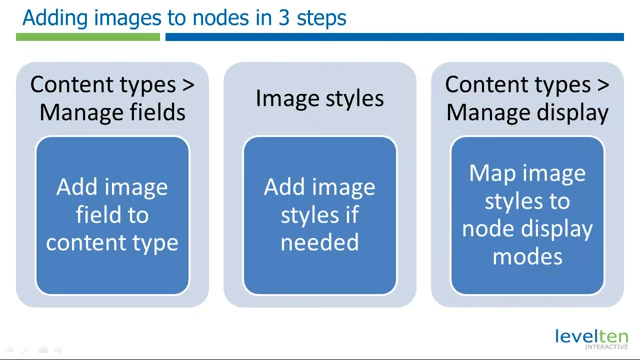 Adding images to nodes in 3 steps
Content types >
Manage fields
Add image
field to
content type
Image styles
Add image
styles if
needed
Content types >
Manage display
Map image
styles to
node display
modes
levelten
INTERACTIVE